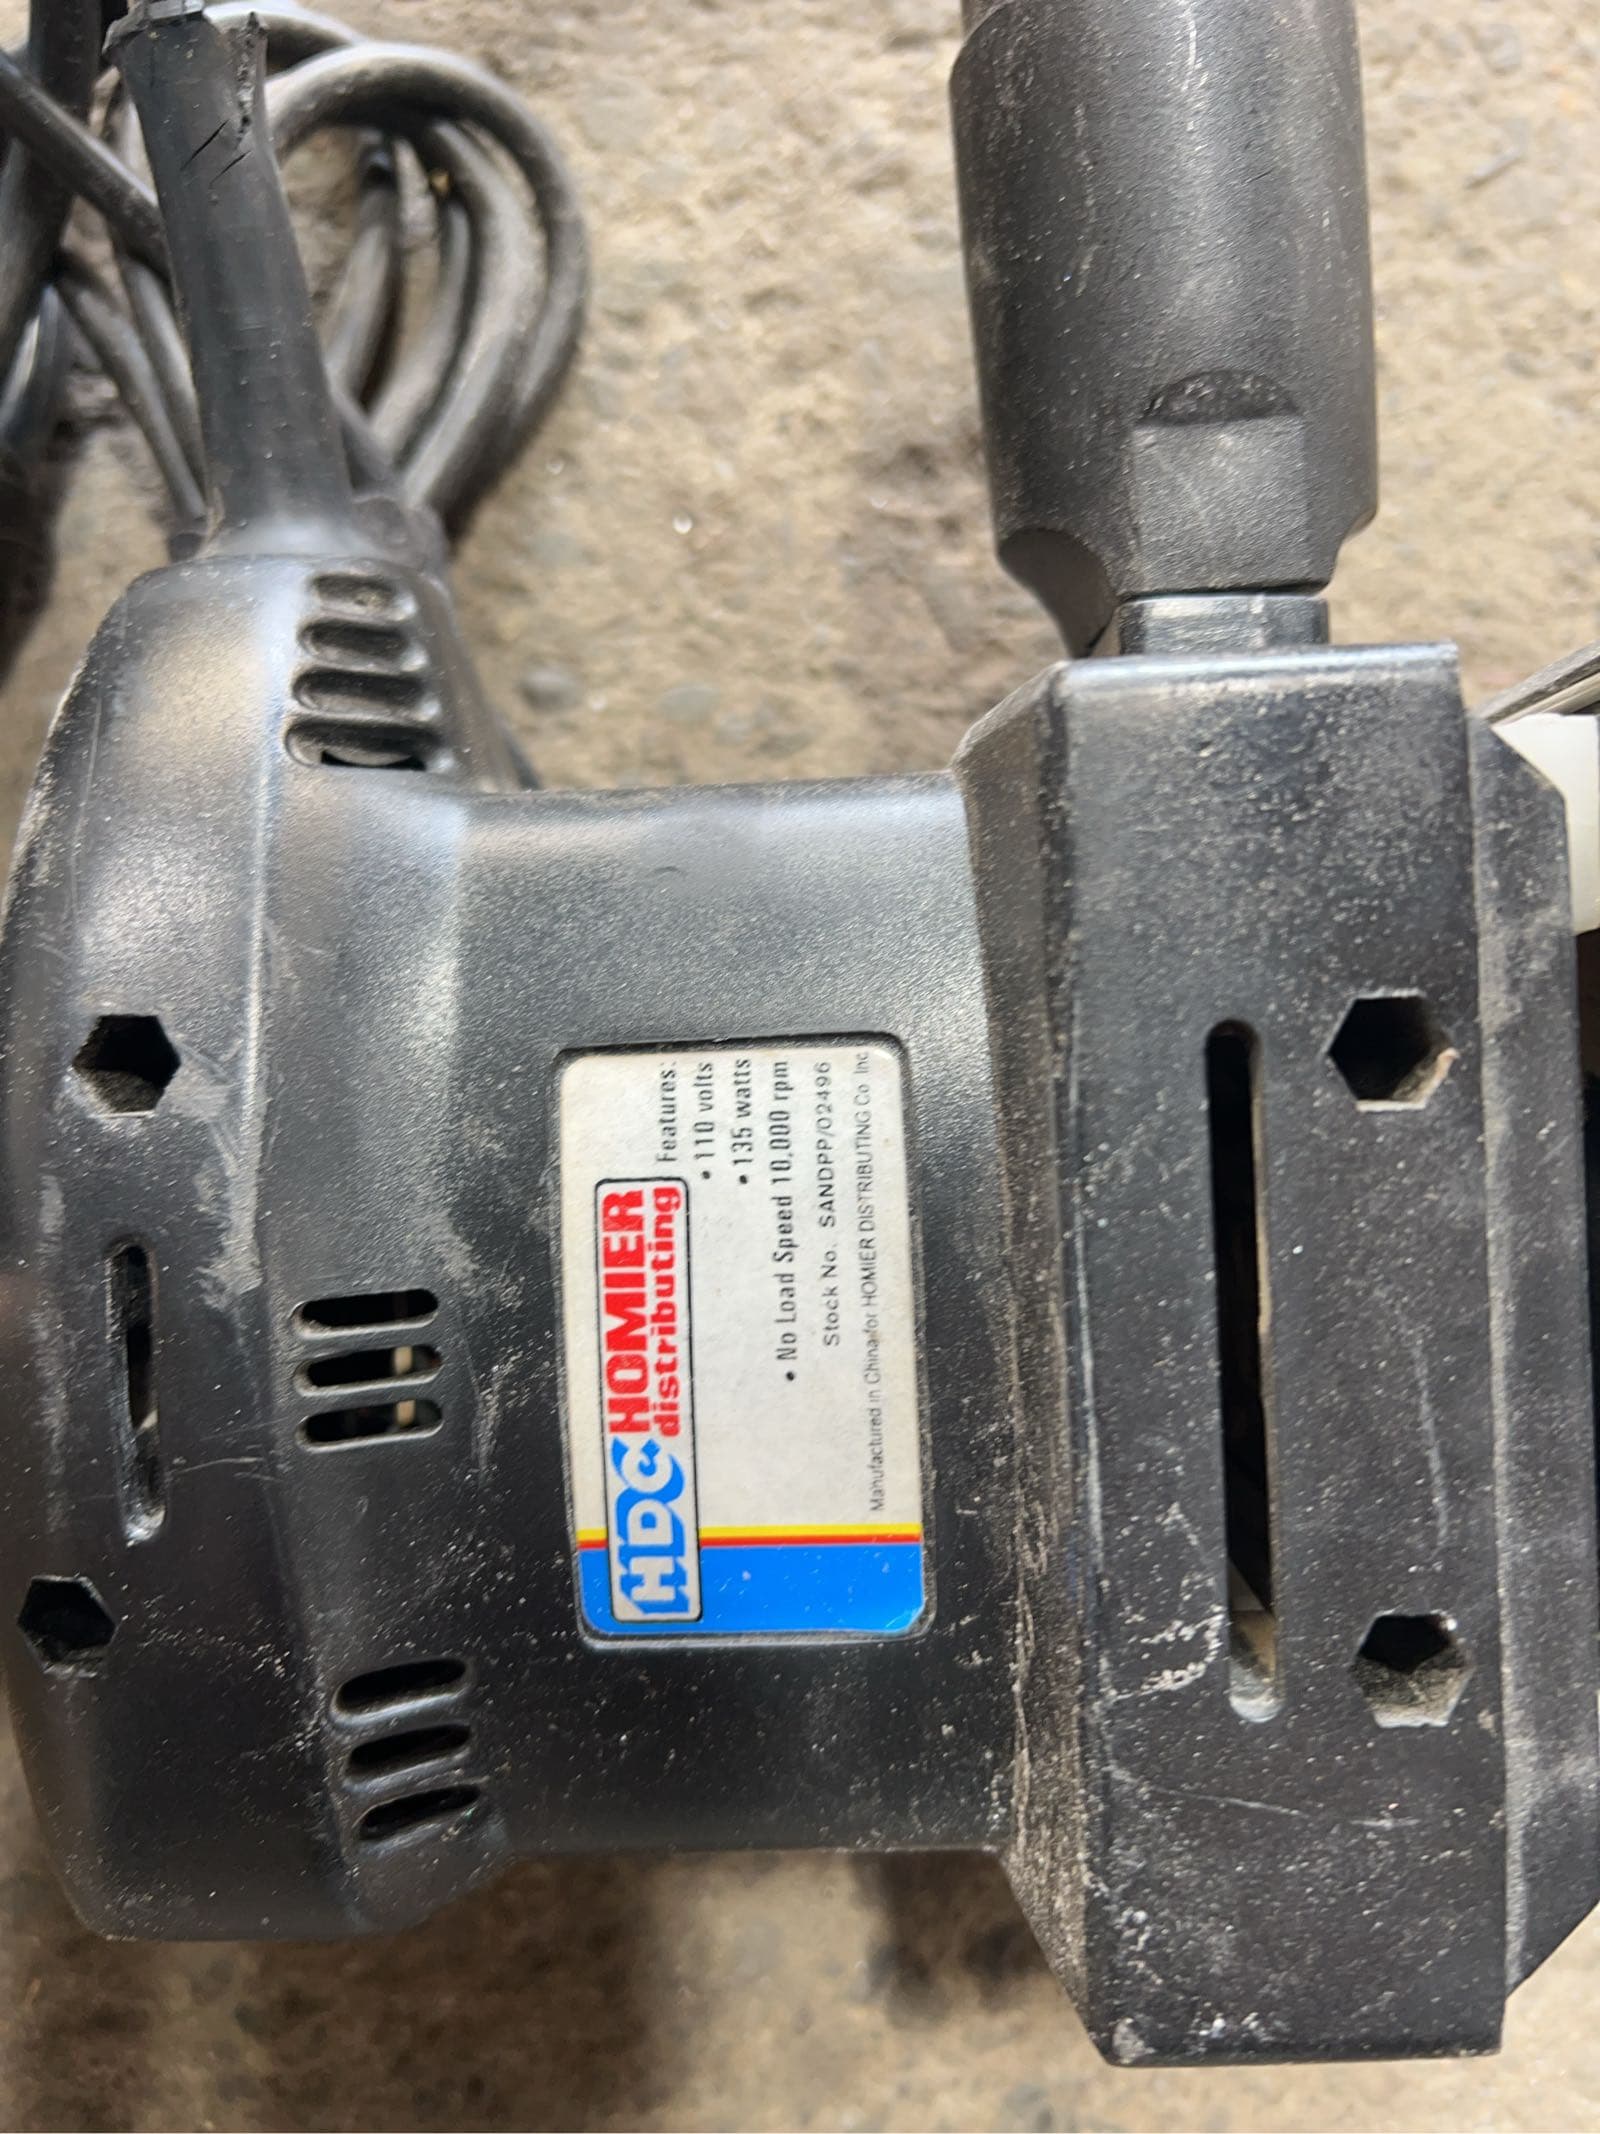 HDC HOMIER
distributing
Features:
• 110 volts
• 135 watts
• No Load Speed 10,000 rpm
Stock No. SANDPP/02496
Manufactured in China for HOMIER DISTRIBUTING Co Inc